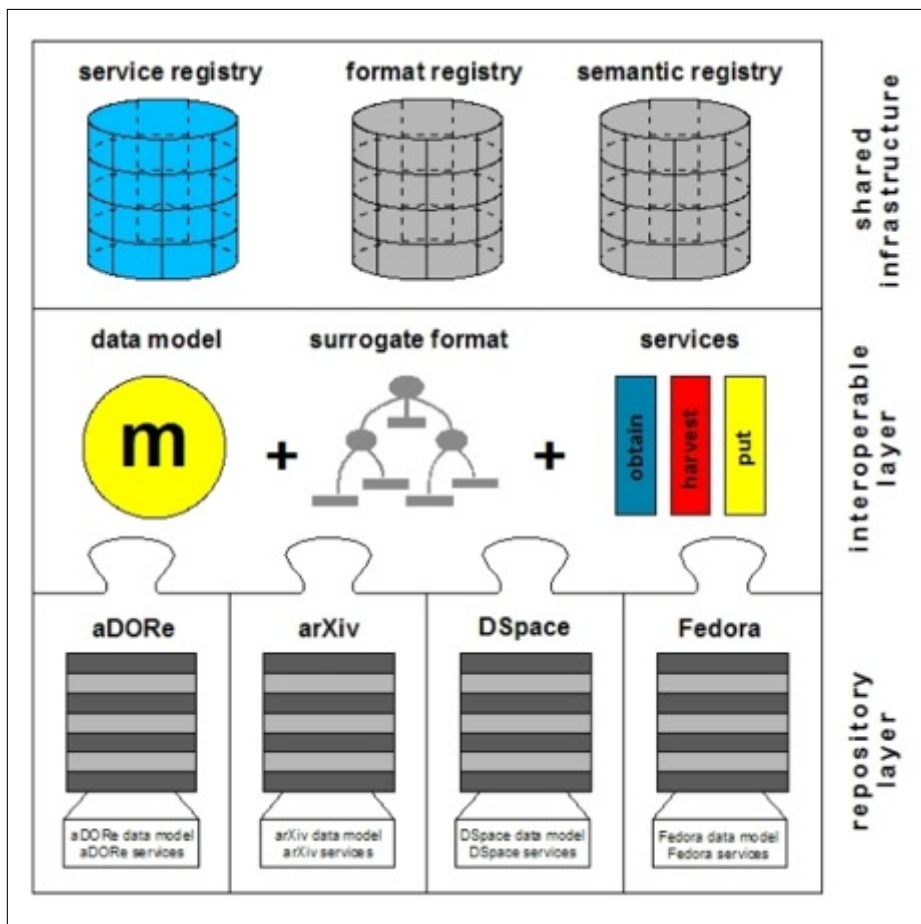 service registry
format registry
semantic registry
shared
infrastructure
data model
surrogate format
services
m
+
+
obtain
harvest
put
interoperable
layer
aDORe
arXiv
DSpace
Fedora
aDORe data model
aDORe services
arXiv data model
arXiv services
DSpace data model
DSpace services
Fedora data model
Fedora services
repository
layer